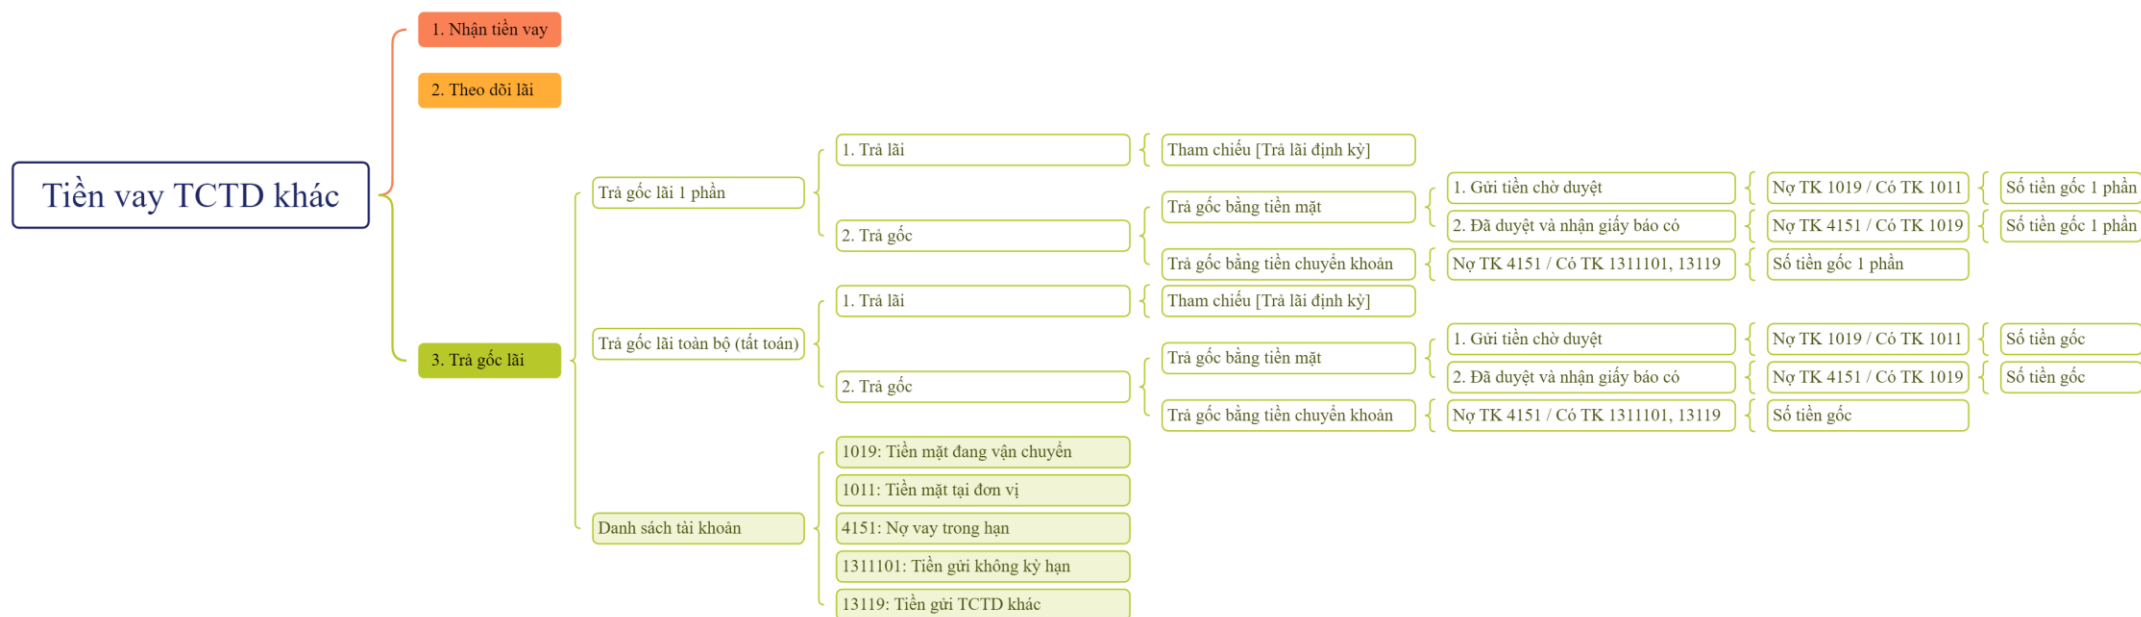 Tiền vay TCTD khác
1. Nhận tiền vay
2. Theo dõi lãi
3. Trả gốc lãi
Trả gốc lãi 1 phần
1. Trả lãi
Tham chiếu [Trả lãi định kỳ]
2. Trả gốc
Trả gốc bằng tiền mặt
1. Gửi tiền chờ duyệt
Nợ TK 1019 / Có TK 1011
Số tiền gốc 1 phần
2. Đã duyệt và nhận giấy báo có
Nợ TK 4151 / Có TK 1019
Số tiền gốc 1 phần
Trả gốc bằng tiền chuyển khoản
Nợ TK 4151 / Có TK 1311101, 13119
Số tiền gốc 1 phần
Trả gốc lãi toàn bộ (tất toán)
1. Trả lãi
Tham chiếu [Trả lãi định kỳ]
2. Trả gốc
Trả gốc bằng tiền mặt
1. Gửi tiền chờ duyệt
Nợ TK 1019 / Có TK 1011
Số tiền gốc
2. Đã duyệt và nhận giấy báo có
Nợ TK 4151 / Có TK 1019
Số tiền gốc
Trả gốc bằng tiền chuyển khoản
Nợ TK 4151 / Có TK 1311101, 13119
Số tiền gốc
Danh sách tài khoản
1019: Tiền mặt đang vận chuyển
1011: Tiền mặt tại đơn vị
4151: Nợ vay trong hạn
1311101: Tiền gửi không kỳ hạn
13119: Tiền gửi TCTD khác